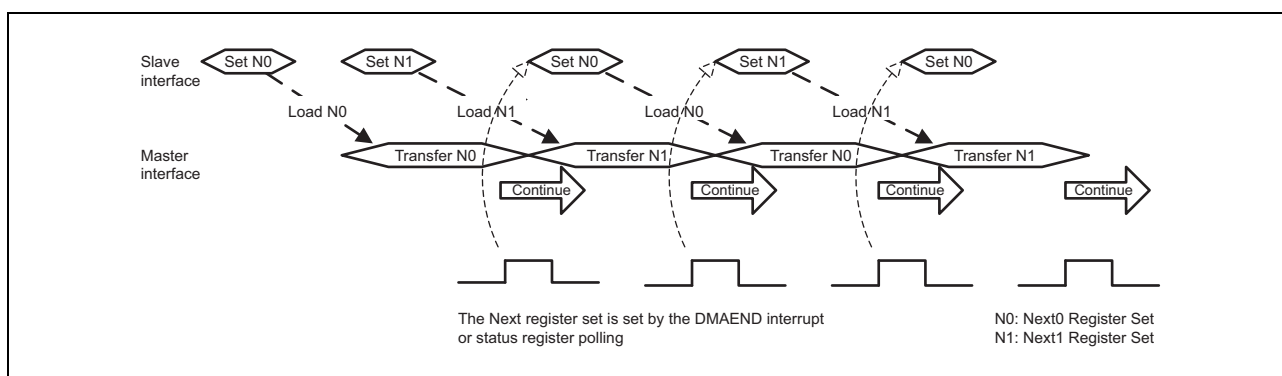 Slave
interface
Set N0
Set N1
Set N0
Set N1
Set N0
Load N0
Load N1
Load N0
Load N1
Master
interface
Transfer N0
Transfer N1
Transfer N0
Transfer N1
Continue
Continue
Continue
Continue
The Next register set is set by the DMAEND interrupt
or status register polling
N0: Next0 Register Set
N1: Next1 Register Set